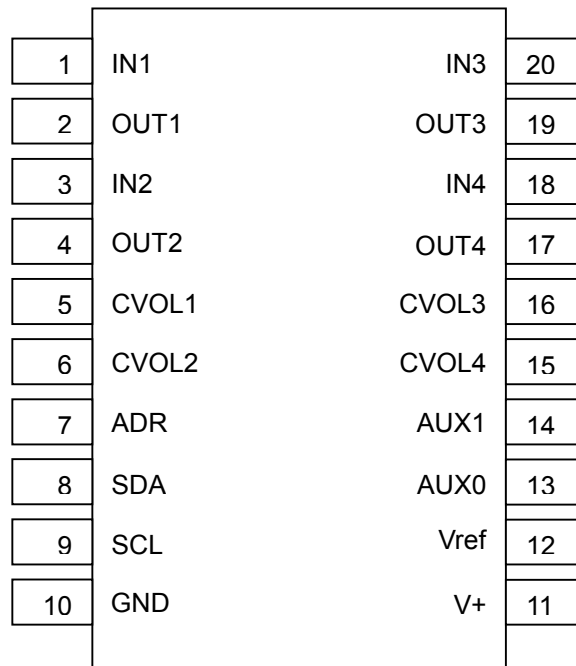 1 IN1 IN3 20
2 OUT1 OUT3 19
3 IN2 IN4 18
4 OUT2 OUT4 17
5 CVOL1 CVOL3 16
6 CVOL2 CVOL4 15
7 ADR AUX1 14
8 SDA AUX0 13
9 SCL Vref 12
10 GND V+ 11